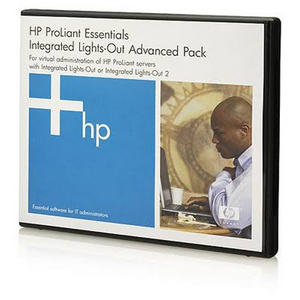 HP ProLiant Essentials
Integrated Lights-Out Advanced Pack
For virtual administration of HP ProLiant servers
with Integrated Lights-Out or Integrated Lights-Out 2
hp
Essential software for IT administrators
hp